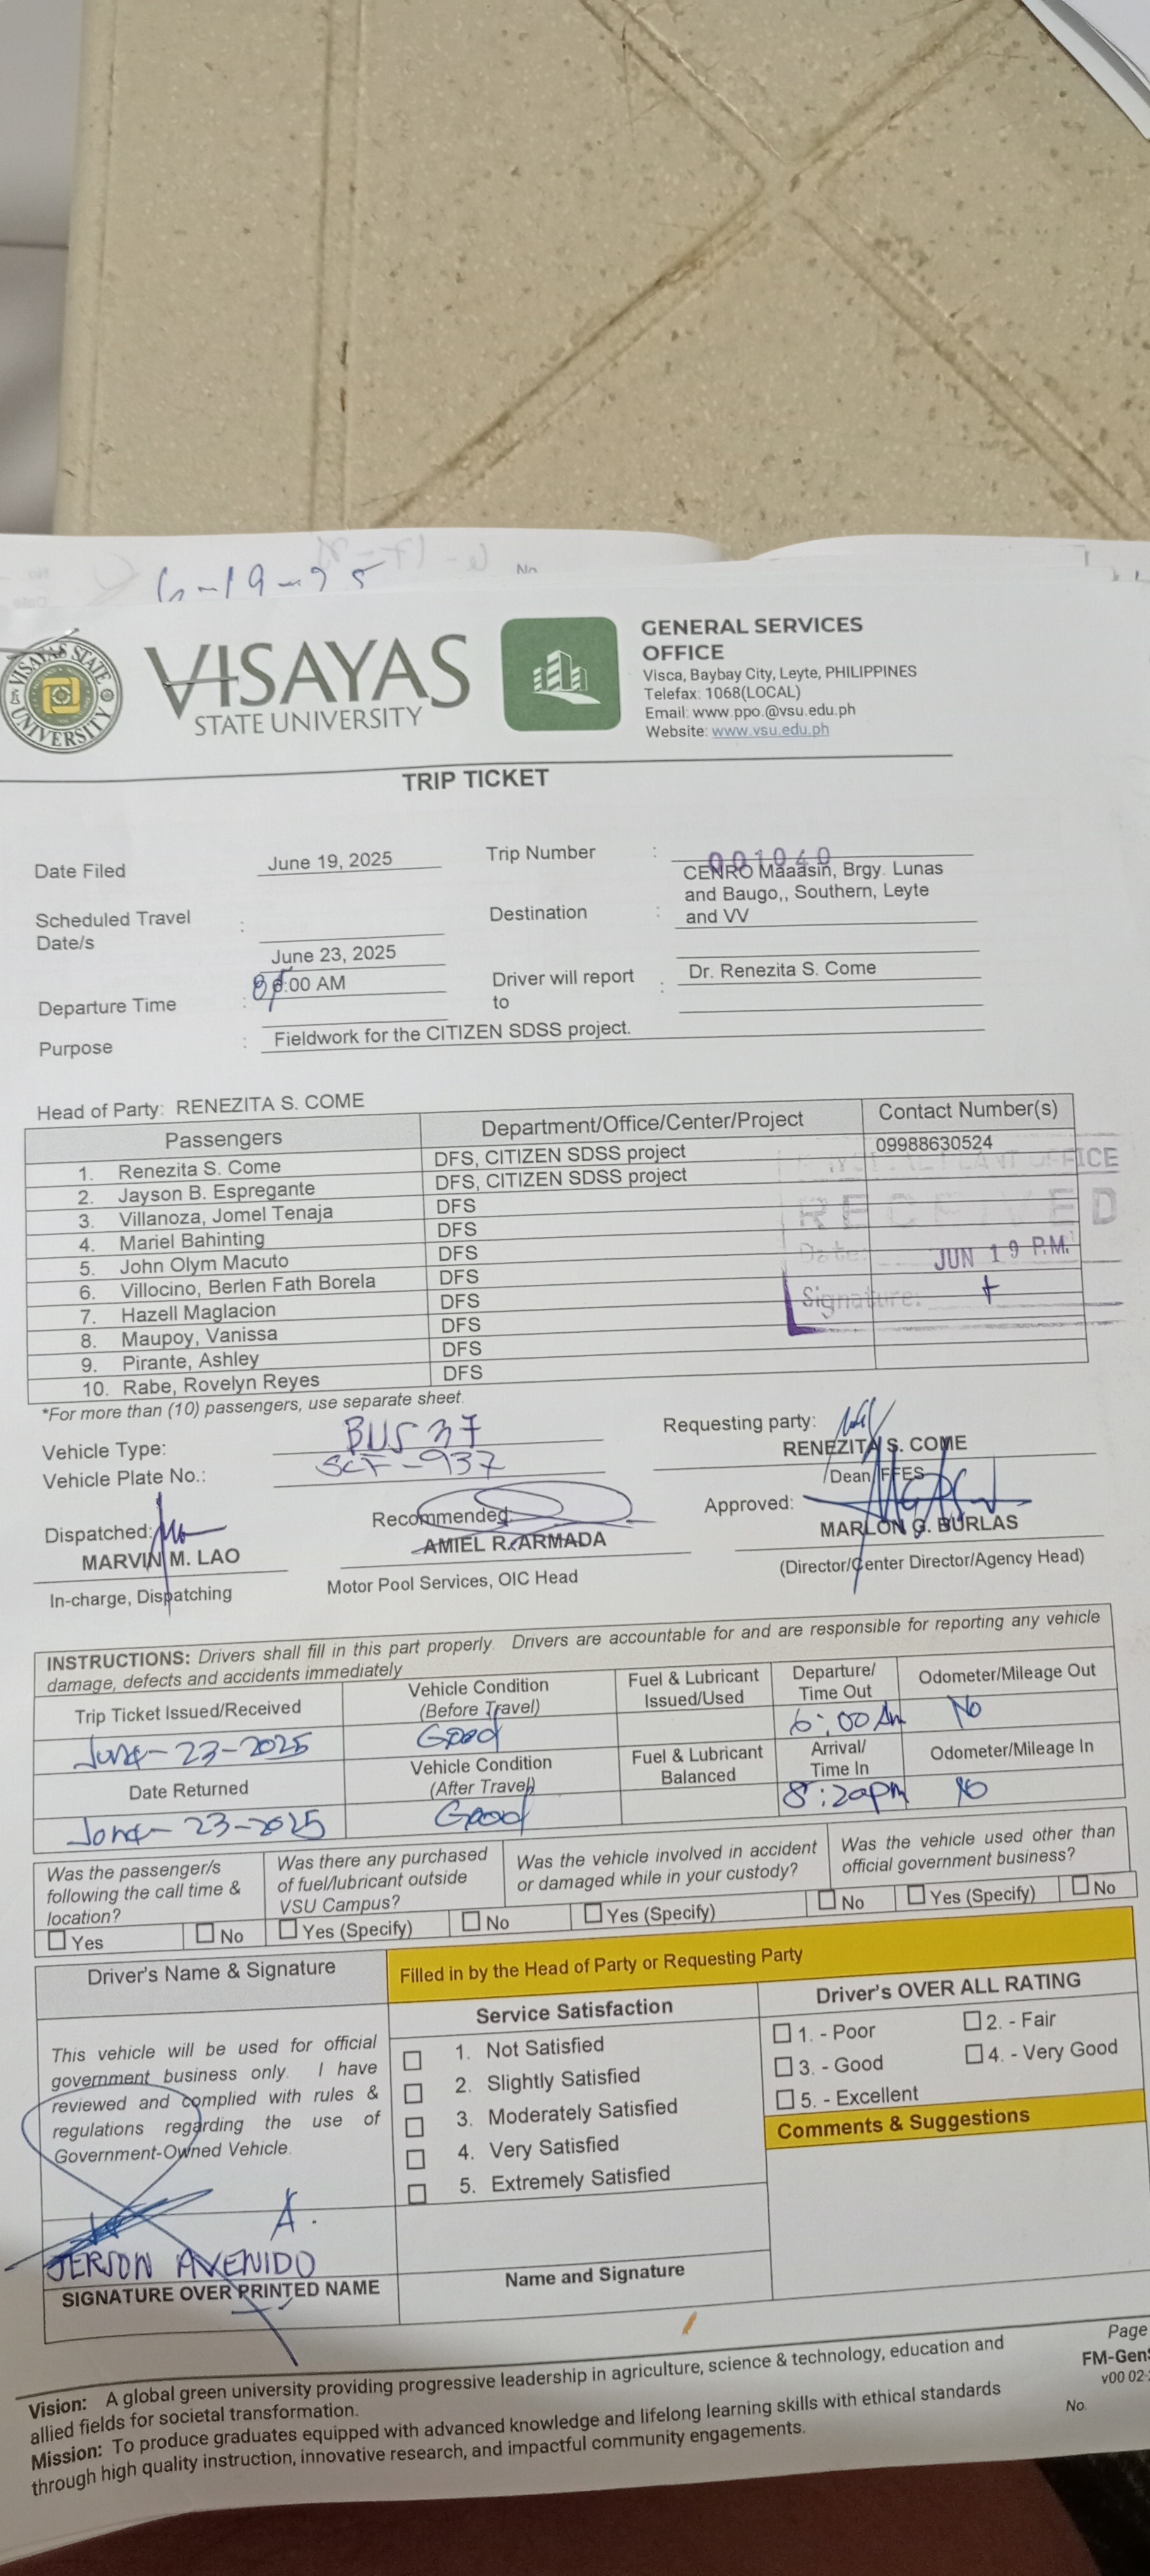 6-19-25
No
VISAYAS STATE UNIVERSITY
VISAYAS
STATE UNIVERSITY
GENERAL SERVICES
OFFICE
Visca, Baybay City, Leyte, PHILIPPINES
Telefax: 1068(LOCAL)
Email: www.ppo.@vsu.edu.ph
Website: www.vsu.edu.ph
TRIP TICKET
Date Filed June 19, 2025 Trip Number : 001040
Scheduled Travel Date/s : June 23, 2025
Destination : CENRO Maaasin, Brgy. Lunas
and Baugo,, Southern, Leyte
and VV
Departure Time : :00 AM
Driver will report to : Dr. Renezita S. Come
Purpose : Fieldwork for the CITIZEN SDSS project.
Head of Party: RENEZITA S. COME
Passengers Department/Office/Center/Project Contact Number(s)
1. Renezita S. Come DFS, CITIZEN SDSS project 09988630524
2. Jayson B. Espregante DFS, CITIZEN SDSS project
3. Villanoza, Jomel Tenaja DFS
4. Mariel Bahinting DFS
5. John Olym Macuto DFS
6. Villocino, Berlen Fath Borela DFS
7. Hazell Maglacion DFS
8. Maupoy, Vanissa DFS
9. Pirante, Ashley DFS
10. Rabe, Rovelyn Reyes DFS
PLANT OFFICE
RECEIVED
Date: JUN 19 P.M.
Signature:
*For more than (10) passengers, use separate sheet.
Vehicle Type: BUS 37
Vehicle Plate No.: SCF-937
Requesting party:
RENEZITA S. COME
Dean, FFES
Dispatched:
MARVIN M. LAO
In-charge, Dispatching
Recommended:
AMIEL R. ARMADA
Motor Pool Services, OIC Head
Approved:
MARLON G. BURLAS
(Director/Center Director/Agency Head)
INSTRUCTIONS: Drivers shall fill in this part properly. Drivers are accountable for and are responsible for reporting any vehicle
damage, defects and accidents immediately
Trip Ticket Issued/Received
June-23-2025
Vehicle Condition
(Before Travel)
Good
Fuel & Lubricant
Issued/Used
Departure/
Time Out
6:00 Am
Odometer/Mileage Out
No
Date Returned
June-23-2025
Vehicle Condition
(After Travel)
Good
Fuel & Lubricant
Balanced
Arrival/
Time In
8:20pm
Odometer/Mileage In
No
Was the passenger/s
following the call time &
location?
Yes No
Was there any purchased
of fuel/lubricant outside
VSU Campus?
Yes (Specify) No
Was the vehicle involved in accident
or damaged while in your custody?
Yes (Specify) No
Was the vehicle used other than
official government business?
Yes (Specify) No
Driver's Name & Signature
This vehicle will be used for official
government business only. I have
reviewed and complied with rules &
regulations regarding the use of
Government-Owned Vehicle.
A.
JERSON AVENIDO
SIGNATURE OVER PRINTED NAME
Filled in by the Head of Party or Requesting Party
Service Satisfaction
1. Not Satisfied
2. Slightly Satisfied
3. Moderately Satisfied
4. Very Satisfied
5. Extremely Satisfied
Name and Signature
Driver's OVER ALL RATING
1. - Poor 2. - Fair
3. - Good 4. - Very Good
5. - Excellent
Comments & Suggestions
Vision: A global green university providing progressive leadership in agriculture, science & technology, education and
allied fields for societal transformation.
Mission: To produce graduates equipped with advanced knowledge and lifelong learning skills with ethical standards
through high quality instruction, innovative research, and impactful community engagements.
Page
FM-Gen
v00 02-
No.